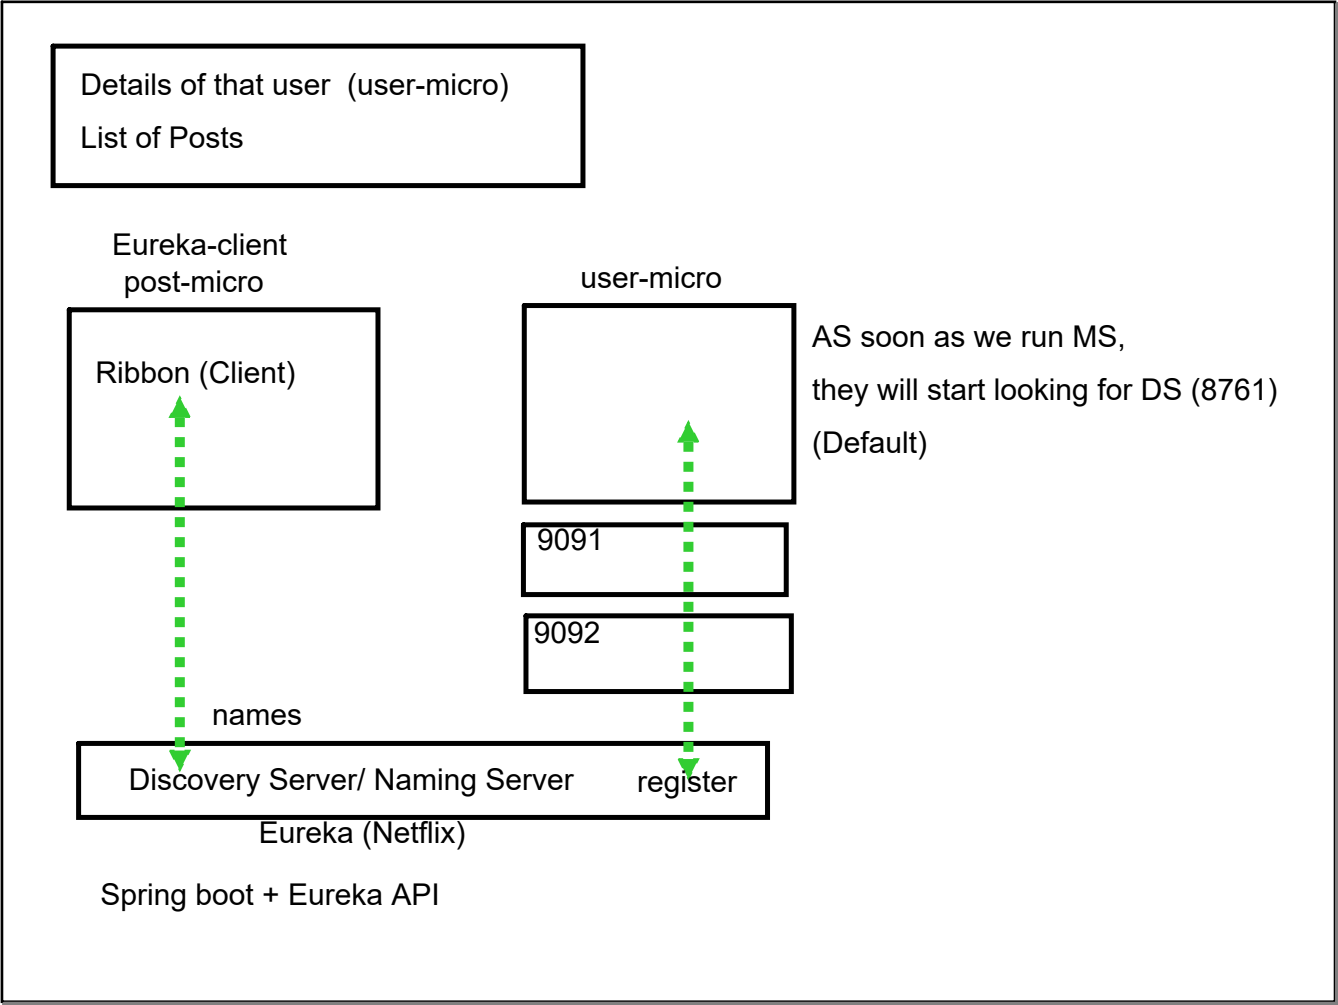 Details of that user  (user-micro)
List of Posts
Eureka-client
post-micro
user-micro
Ribbon (Client)
AS soon as we run MS,
they will start looking for DS (8761)
(Default)
9091
9092
names
Discovery Server/ Naming Server
register
Eureka (Netflix)
Spring boot + Eureka API